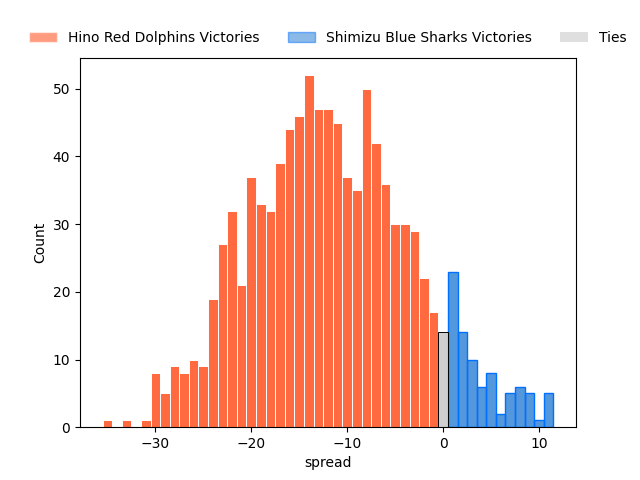 Hino Red Dolphins Victories Shimizu Blue Sharks Victories Ties
50
40
30
20
10
0
Count
−30 −20 −10 0 10
spread